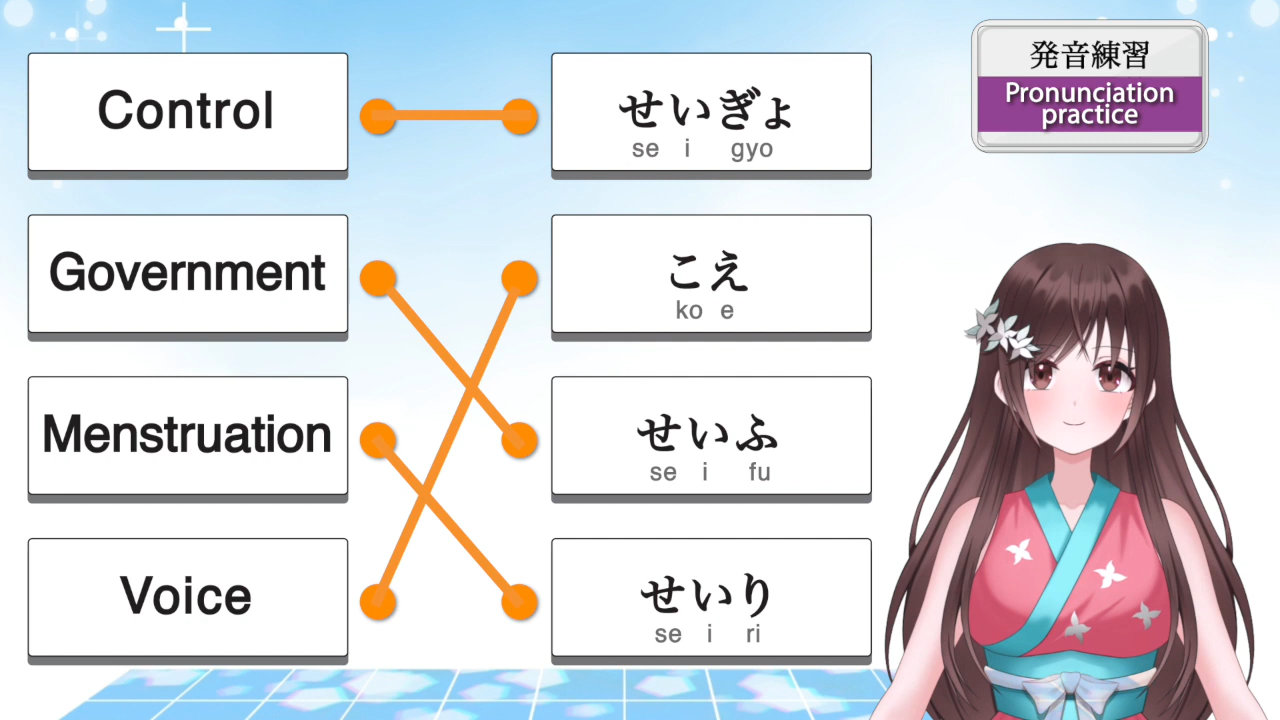 Control
せいぎょ
se i gyo
Government
こえ
ko e
Menstruation
せいふ
se i fu
Voice
せいり
se i ri
発音練習
Pronunciation
practice